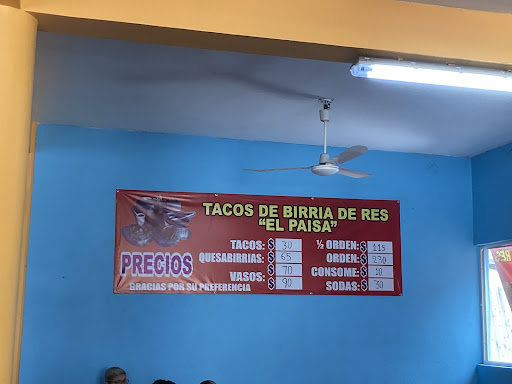 TACOS DE BIRRIA DE RES
"EL PAISA"
PRECIOS
TACOS: $ 30
QUESABIRRIAS: $ 65
VASOS: $ 70
$ 90
½ ORDEN: $ 115
ORDEN: $ 230
CONSOME: $ 10
SODAS: $ 30
GRACIAS POR SU PREFERENCIA